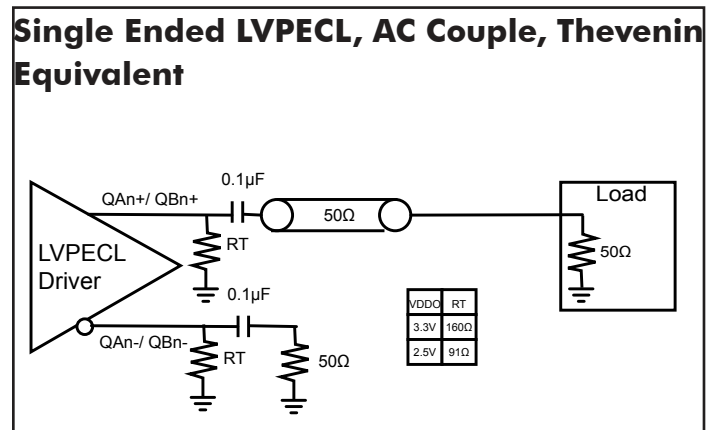 Single Ended LVPECL, AC Couple, Thevenin
Equivalent
0.1µF
QAn+/ QBn+
50Ω
Load
LVPECL
Driver
RT
50Ω
0.1µF
QAn-/ QBn-
RT
50Ω
VDDO RT
3.3V 160Ω
2.5V 91Ω